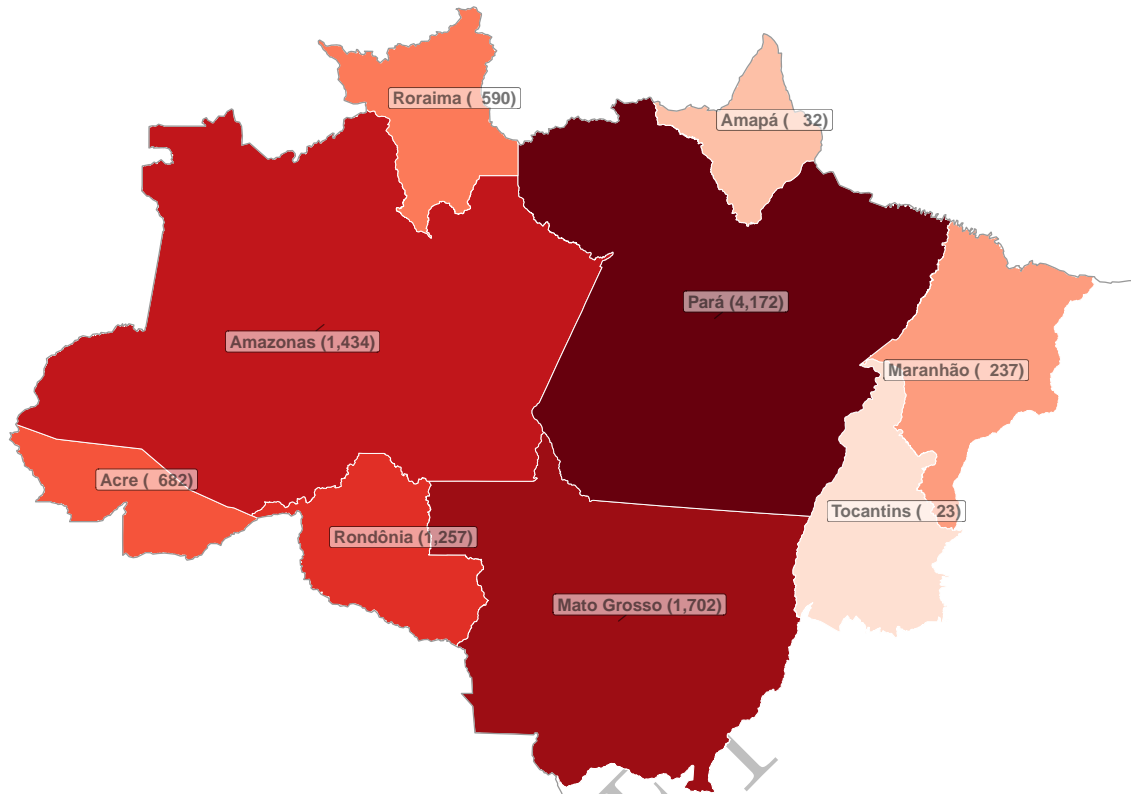 Roraima ( 590)
Amapá ( 32)
Pará (4,172)
Amazonas (1,434)
Maranhão ( 237)
Acre ( 682)
Tocantins ( 23)
Rondônia (1,257)
Mato Grosso (1,702)